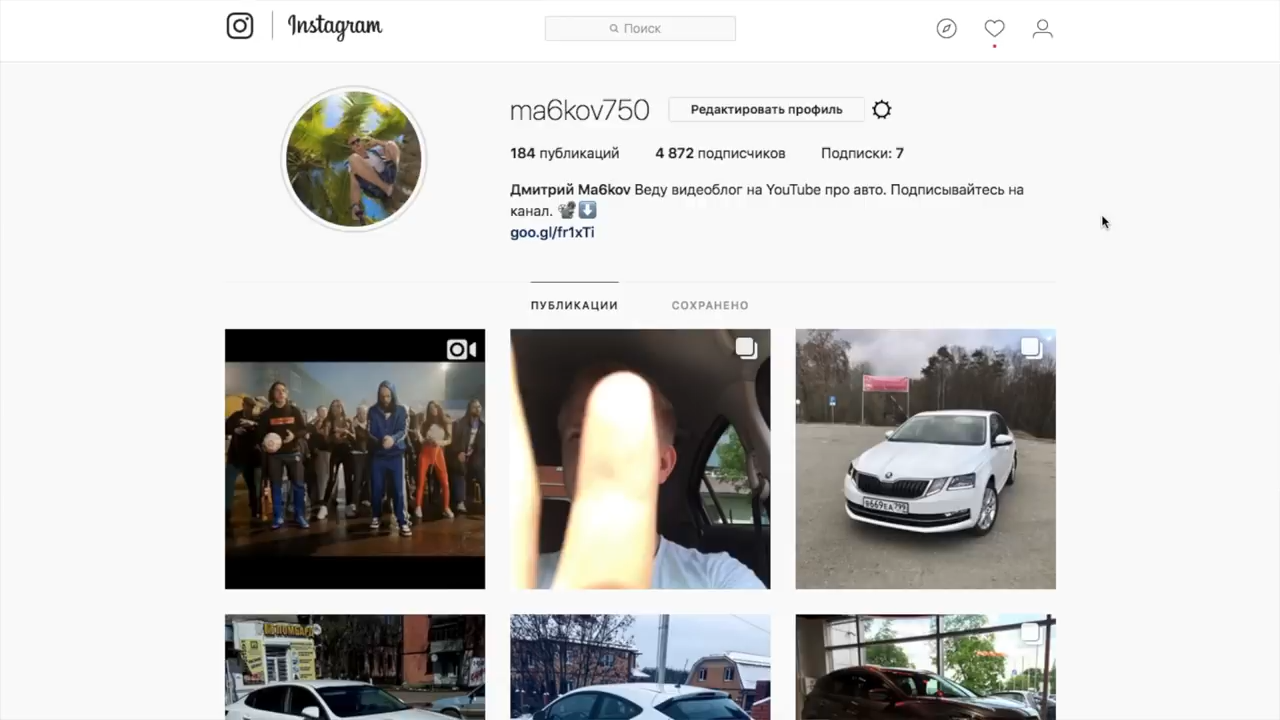 Instagram
Поиск
ma6kov750 Редактировать профиль
184 публикаций 4 872 подписчиков Подписки: 7
Дмитрий Ma6kov Веду видеоблог на YouTube про авто. Подписывайтесь на
канал.
goo.gl/fr1xTi
ПУБЛИКАЦИИ СОХРАНЕНО